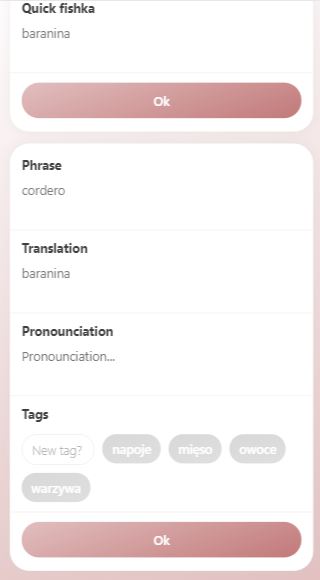 Quick fishka
baranina
Ok
Phrase
cordero
Translation
baranina
Pronounciation
Pronounciation...
Tags
New tag? napoje mięso owoce
warzywa
Ok